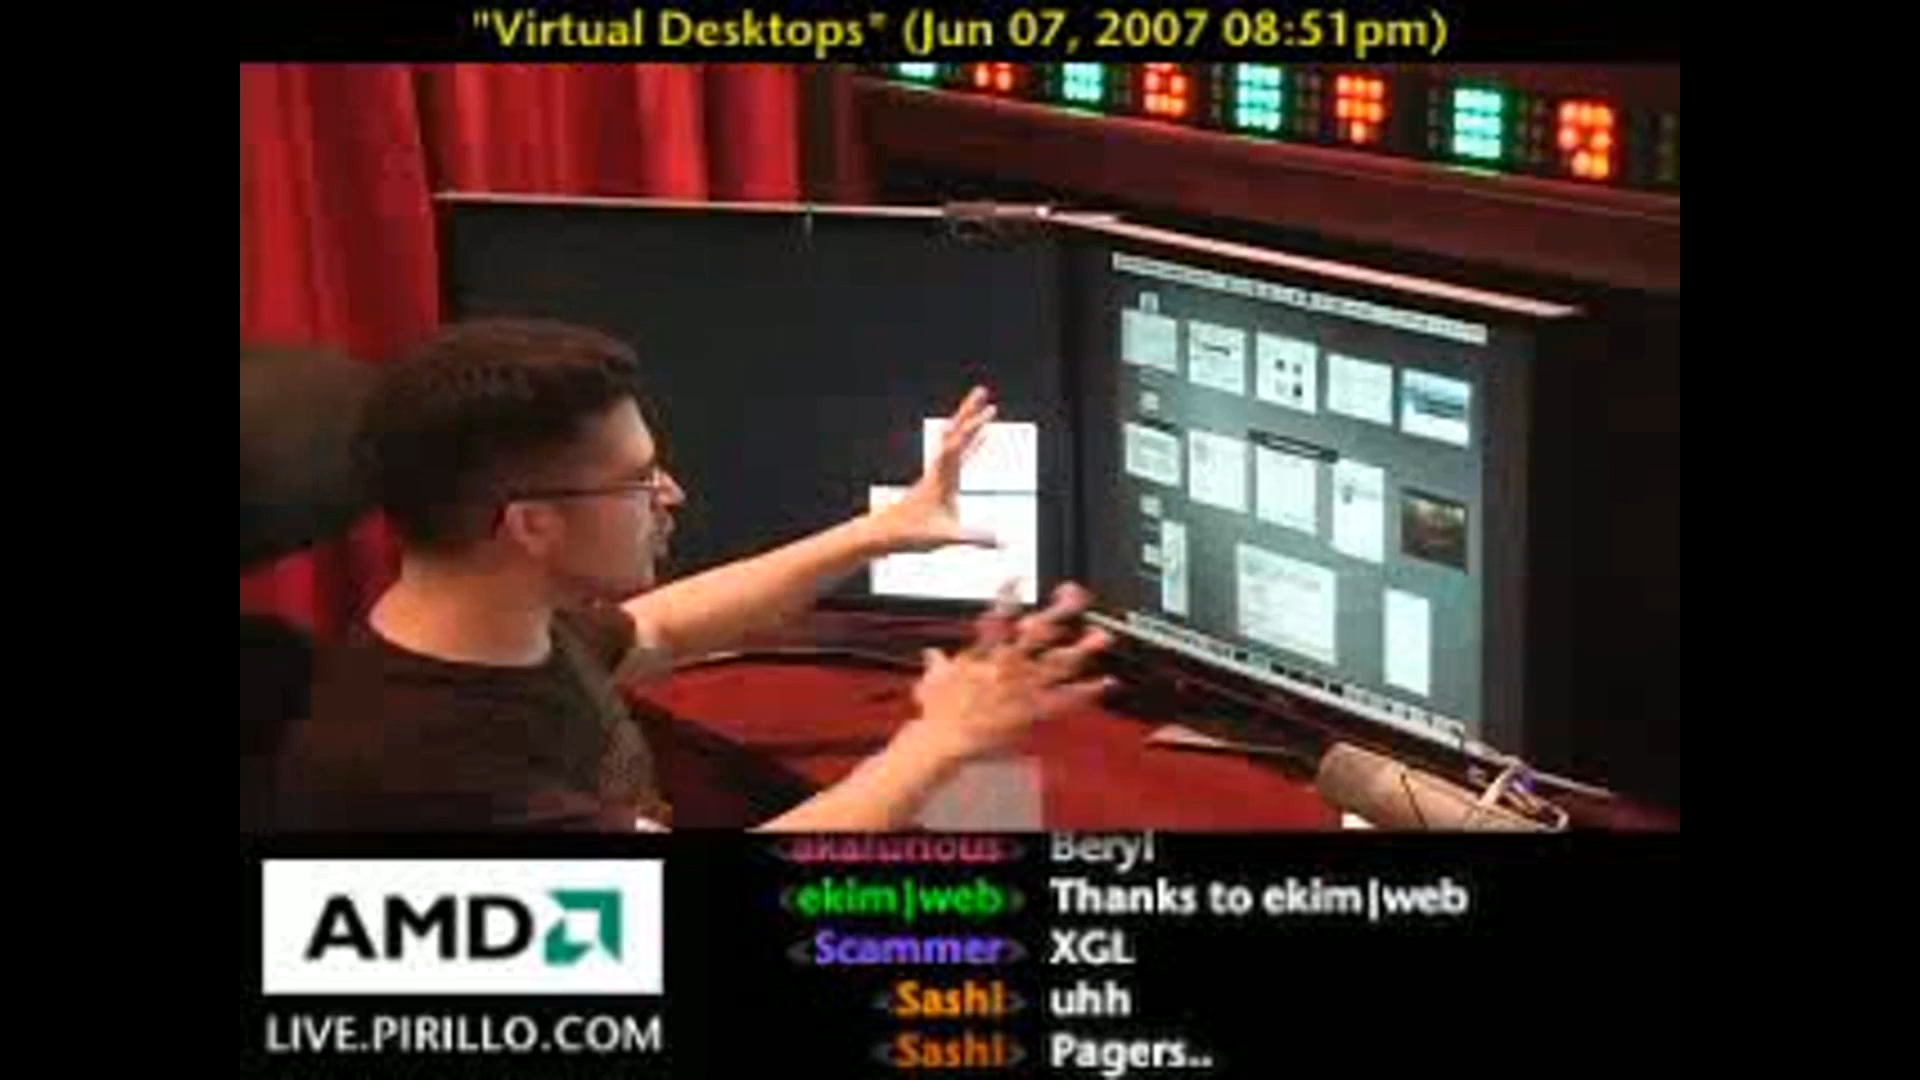 "Virtual Desktops" (Jun 07, 2007 08:51pm)
<akafurious> Beryl
<ekim|web> Thanks to ekim|web
<Scammer> XGL
<Sashi> uhh
<Sashi> Pagers..
AMD
LIVE.PIRILLO.COM